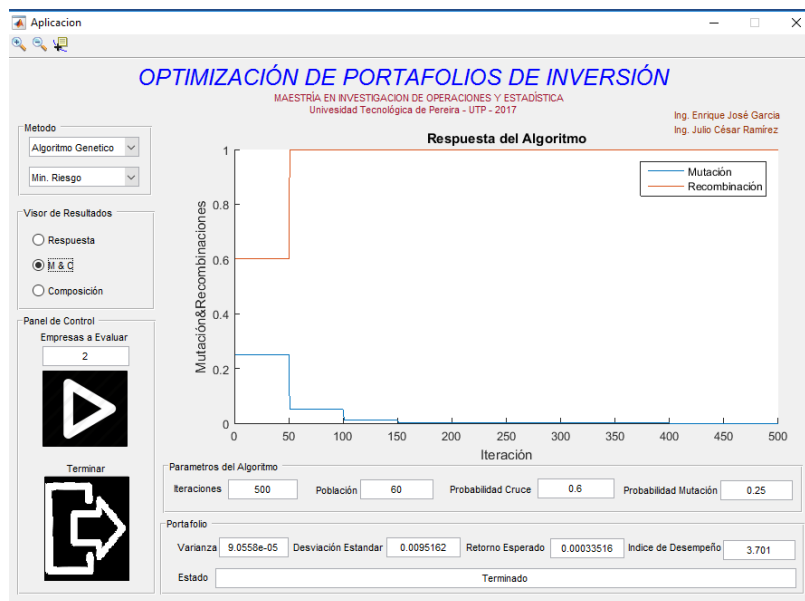 Aplicacion
OPTIMIZACIÓN DE PORTAFOLIOS DE INVERSIÓN
MAESTRÍA EN INVESTIGACION DE OPERACIONES Y ESTADÍSTICA
Univesidad Tecnológica de Pereira - UTP - 2017
Ing. Enrique José Garcia
Ing. Julio César Ramírez
Metodo
Algoritmo Genetico
Min. Riesgo
Visor de Resultados
Respuesta
M & C
Composición
Panel de Control
Empresas a Evaluar
2
Terminar
Respuesta del Algoritmo
Mutación
Recombinación
Mutación&Recombinaciones
1
0.8
0.6
0.4
0.2
0
0 50 100 150 200 250 300 350 400 450 500
Iteración
Parametros del Algoritmo
Iteraciones 500 Población 60 Probabilidad Cruce 0.6 Probabilidad Mutación 0.25
Portafolio
Varianza 9.0558e-05 Desviación Estandar 0.0095162 Retorno Esperado 0.00033516 Indice de Desempeño 3.701
Estado Terminado